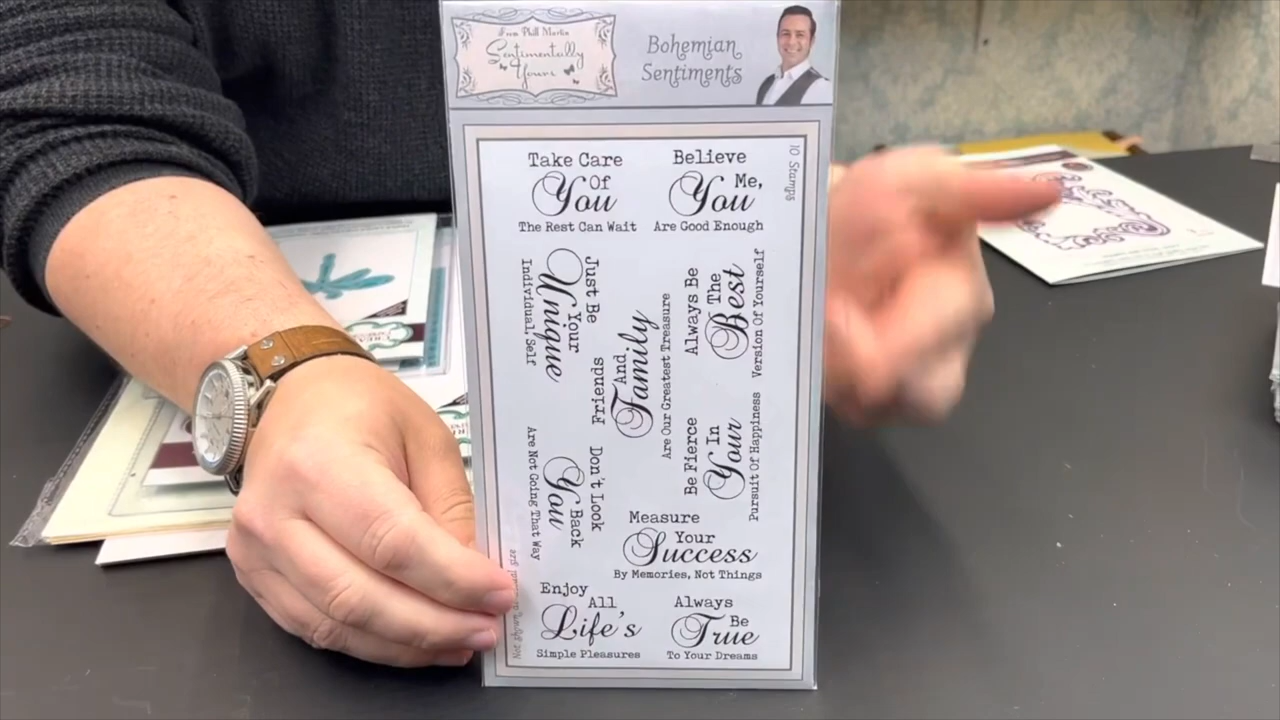 From Phill Martin
Sentimentally
Yours
Bohemian
Sentiments
10 Stamps
Take Care
Of
You
The Rest Can Wait
Believe
Me,
You
Are Good Enough
Just Be
Your
Unique
Individual, Self
Friends
And
Family
Are Our Greatest Treasure
Always Be
The
Best
Version Of Yourself
Don't Look
Back
You
Are Not Going That Way
Be Fierce
In
Your
Pursuit Of Happiness
Measure
Your
Success
By Memories, Not Things
Enjoy
All
Life's
Simple Pleasures
Always
Be
True
To Your Dreams
Not shown actual size